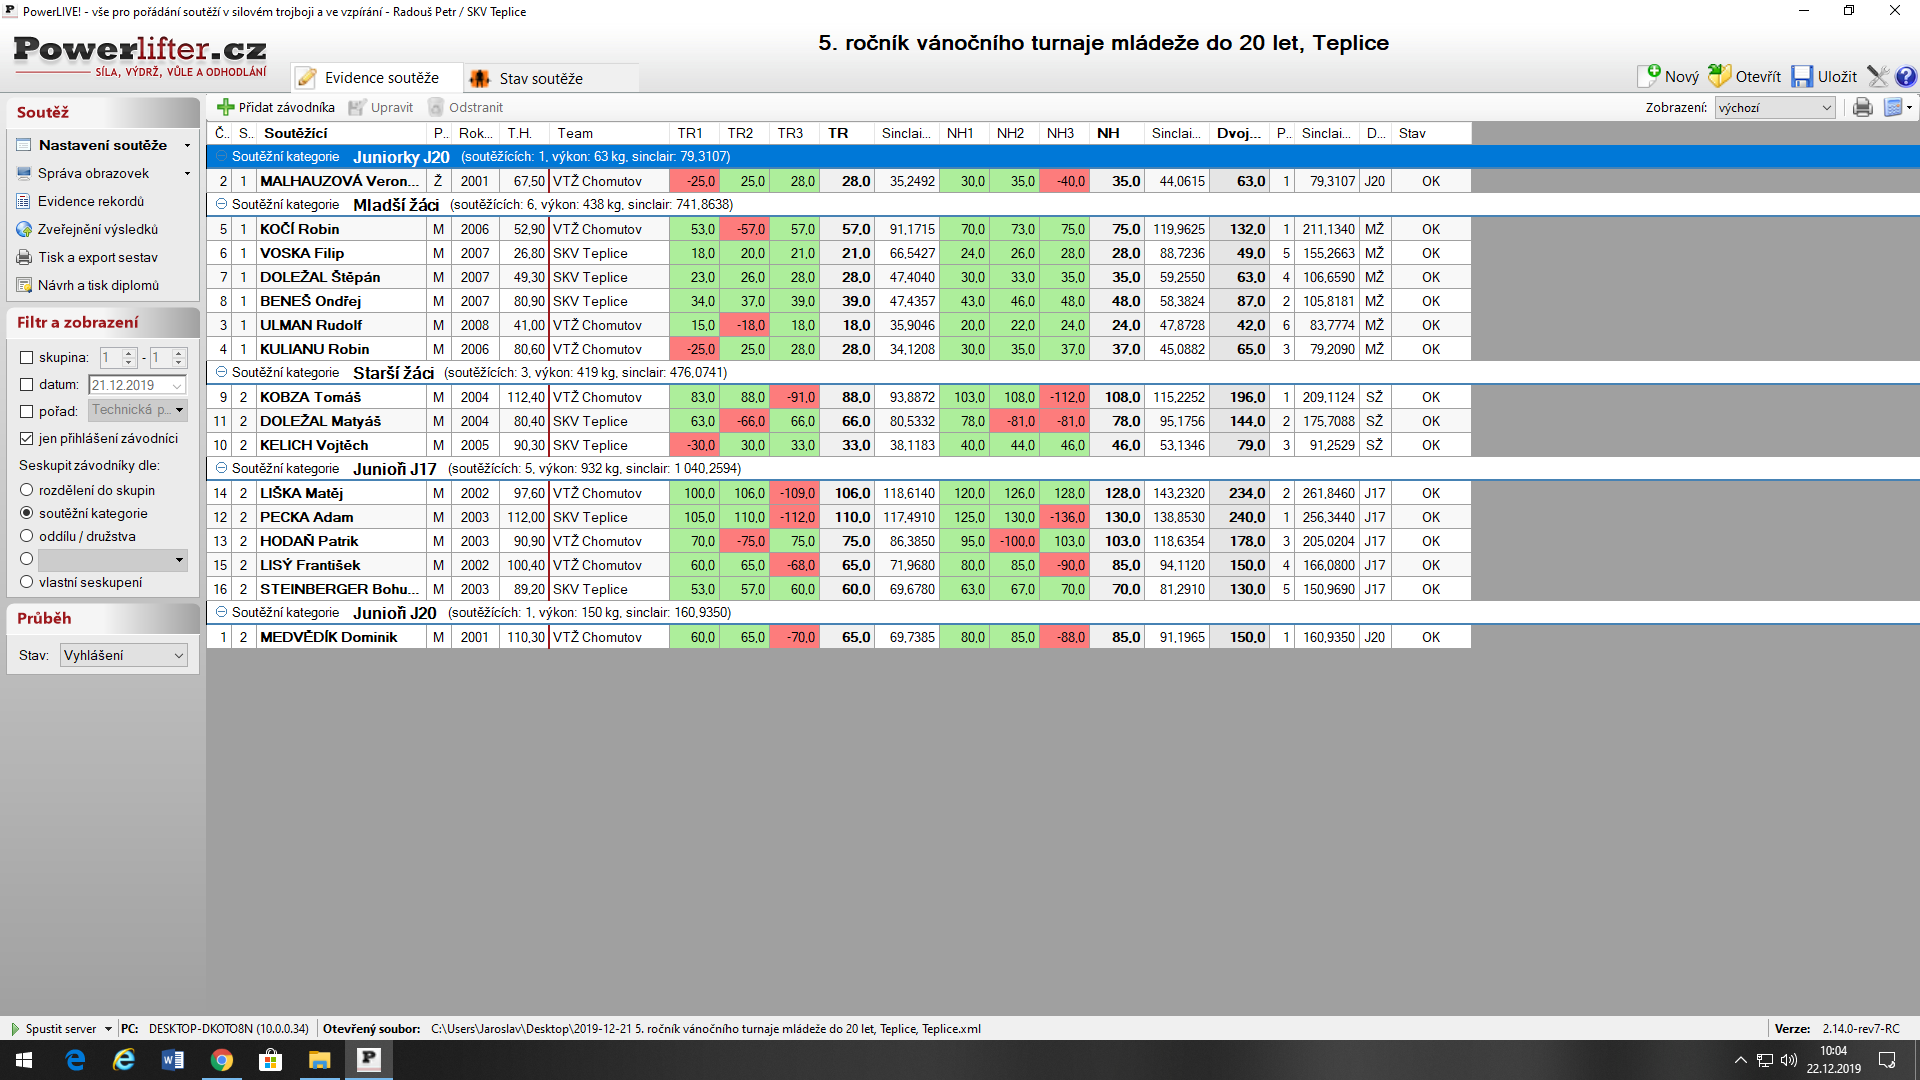 PowerLIVE! - vše pro pořádání soutěží v silovém trojboji a ve vzpírání - Radouš Petr / SKV Teplice
Powerlifter.cz
SÍLA, VÝDRŽ, VŮLE A ODHODLÁNÍ
5. ročník vánočního turnaje mládeže do 20 let, Teplice
Evidence soutěže Stav soutěže
Nový Otevřít Uložit
Přidat závodníka Upravit Odstranit
Zobrazení: výchozí
Soutěž
Nastavení soutěže
Správa obrazovek
Evidence rekordů
Zveřejnění výsledků
Tisk a export sestav
Návrh a tisk diplomů
Filtr a zobrazení
skupina: 1 - 1
datum: 21.12.2019
pořad: Technická p...
jen přihlášení závodníci
Seskupit závodníky dle:
rozdělení do skupin
soutěžní kategorie
oddílu / družstva
vlastní seskupení
Průběh
Stav: Vyhlášení
Č.. S.. Soutěžící P.. Rok... T.H. Team TR1 TR2 TR3 TR Sinclai... NH1 NH2 NH3 NH Sinclai... Dvoj... P.. Sinclai... D... Stav
Soutěžní kategorie Juniorky J20 (soutěžících: 1, výkon: 63 kg, sinclair: 79,3107)
2 1 MALHAUZOVÁ Veron... Ž 2001 67,50 VTŽ Chomutov -25,0 25,0 28,0 28,0 35,2492 30,0 35,0 -40,0 35,0 44,0615 63,0 1 79,3107 J20 OK
Soutěžní kategorie Mladší žáci (soutěžících: 6, výkon: 438 kg, sinclair: 741,8638)
5 1 KOČÍ Robin M 2006 52,90 VTŽ Chomutov 53,0 -57,0 57,0 57,0 91,1715 70,0 73,0 75,0 75,0 119,9625 132,0 1 211,1340 MŽ OK
6 1 VOSKA Filip M 2007 26,80 SKV Teplice 18,0 20,0 21,0 21,0 66,5427 24,0 26,0 28,0 28,0 88,7236 49,0 5 155,2663 MŽ OK
7 1 DOLEŽAL Štěpán M 2007 49,30 SKV Teplice 23,0 26,0 28,0 28,0 47,4040 30,0 33,0 35,0 35,0 59,2550 63,0 4 106,6590 MŽ OK
8 1 BENEŠ Ondřej M 2007 80,90 SKV Teplice 34,0 37,0 39,0 39,0 47,4357 43,0 46,0 48,0 48,0 58,3824 87,0 2 105,8181 MŽ OK
3 1 ULMAN Rudolf M 2008 41,00 VTŽ Chomutov 15,0 -18,0 18,0 18,0 35,9046 20,0 22,0 24,0 24,0 47,8728 42,0 6 83,7774 MŽ OK
4 1 KULIANU Robin M 2006 80,60 VTŽ Chomutov -25,0 25,0 28,0 28,0 34,1208 30,0 35,0 37,0 37,0 45,0882 65,0 3 79,2090 MŽ OK
Soutěžní kategorie Starší žáci (soutěžících: 3, výkon: 419 kg, sinclair: 476,0741)
9 2 KOBZA Tomáš M 2004 112,40 VTŽ Chomutov 83,0 88,0 -91,0 88,0 93,8872 103,0 108,0 -112,0 108,0 115,2252 196,0 1 209,1124 SŽ OK
11 2 DOLEŽAL Matyáš M 2004 80,40 SKV Teplice 63,0 -66,0 66,0 66,0 80,5332 78,0 -81,0 -81,0 78,0 95,1756 144,0 2 175,7088 SŽ OK
10 2 KELICH Vojtěch M 2005 90,30 SKV Teplice -30,0 30,0 33,0 33,0 38,1183 40,0 44,0 46,0 46,0 53,1346 79,0 3 91,2529 SŽ OK
Soutěžní kategorie Junioři J17 (soutěžících: 5, výkon: 932 kg, sinclair: 1 040,2594)
14 2 LIŠKA Matěj M 2002 97,60 VTŽ Chomutov 100,0 106,0 -109,0 106,0 118,6140 120,0 126,0 128,0 128,0 143,2320 234,0 2 261,8460 J17 OK
12 2 PECKA Adam M 2003 112,00 SKV Teplice 105,0 110,0 -112,0 110,0 117,4910 125,0 130,0 -136,0 130,0 138,8530 240,0 1 256,3440 J17 OK
13 2 HODAŇ Patrik M 2003 90,90 VTŽ Chomutov 70,0 -75,0 75,0 75,0 86,3850 95,0 -100,0 103,0 103,0 118,6354 178,0 3 205,0204 J17 OK
15 2 LISÝ František M 2002 100,40 VTŽ Chomutov 60,0 65,0 -68,0 65,0 71,9680 80,0 85,0 -90,0 85,0 94,1120 150,0 4 166,0800 J17 OK
16 2 STEINBERGER Bohu... M 2003 89,20 SKV Teplice 53,0 57,0 60,0 60,0 69,6780 63,0 67,0 70,0 70,0 81,2910 130,0 5 150,9690 J17 OK
Soutěžní kategorie Junioři J20 (soutěžících: 1, výkon: 150 kg, sinclair: 160,9350)
1 2 MEDVĚDÍK Dominik M 2001 110,30 VTŽ Chomutov 60,0 65,0 -70,0 65,0 69,7385 80,0 85,0 -88,0 85,0 91,1965 150,0 1 160,9350 J20 OK
Spustit server PC: DESKTOP-DKOTO8N (10.0.0.34) Otevřený soubor: C:\Users\Jaroslav\Desktop\2019-12-21 5. ročník vánočního turnaje mládeže do 20 let, Teplice, Teplice.xml Verze: 2.14.0-rev7-RC
10:04
22.12.2019